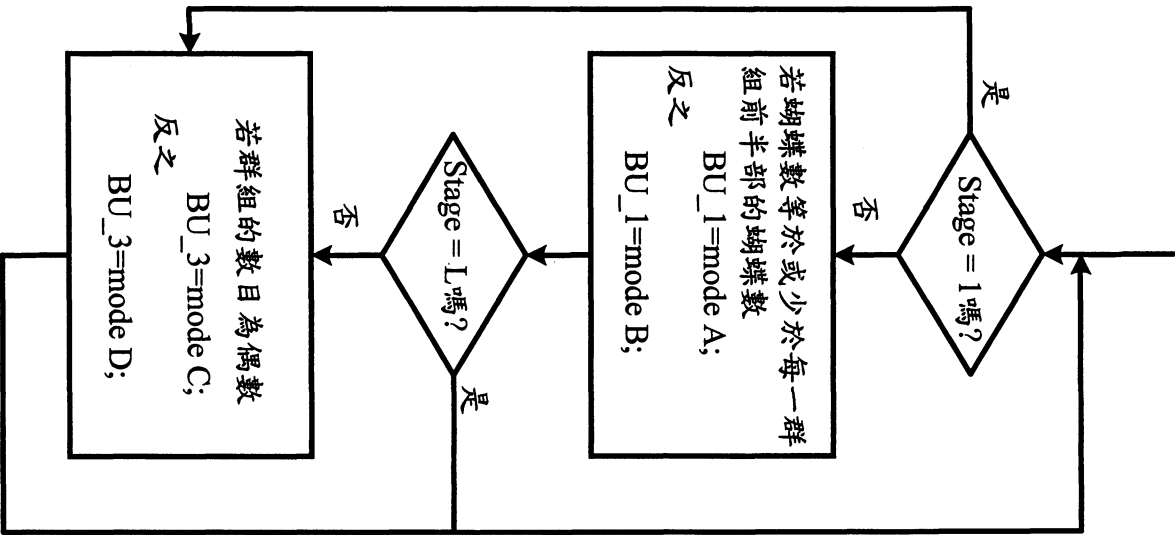 Stage = 1嗎?
是
否
若蝴蝶數等於或少於每一群
組前半部的蝴蝶數
BU_1=mode A;
反之
BU_1=mode B;
Stage = L嗎?
是
否
若群組的數目為偶數
BU_3=mode C;
反之
BU_3=mode D;